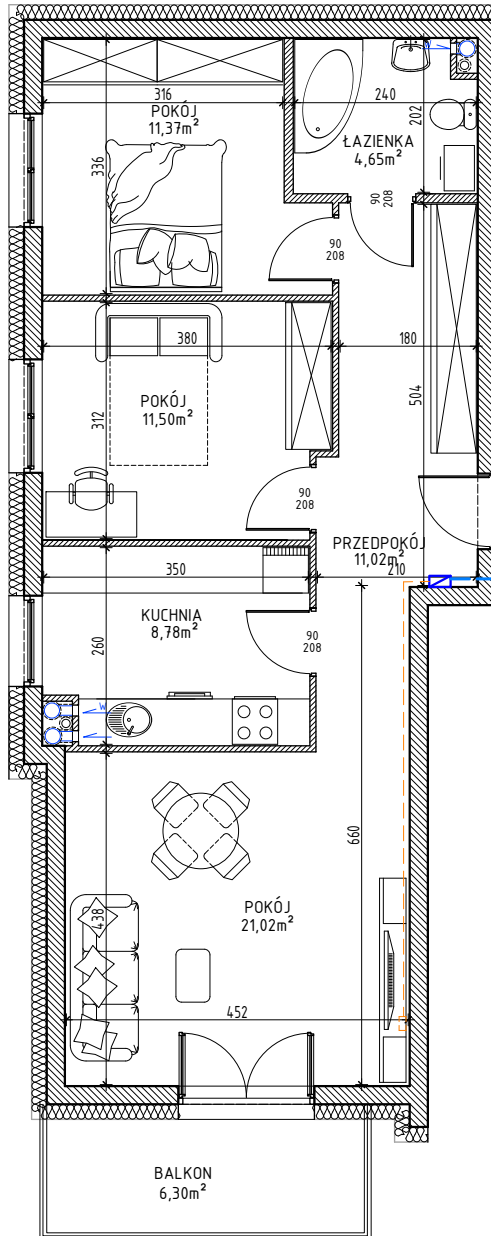 316
POKÓJ
11,37m²
336
240
202
ŁAZIENKA
4,65m²
90
208
90
208
380
180
POKÓJ
11,50m²
312
504
90
208
PRZEDPOKÓJ
11,02m²
210
350
KUCHNIA
8,78m²
260
90
208
W
660
POKÓJ
21,02m²
438
452
BALKON
6,30m²